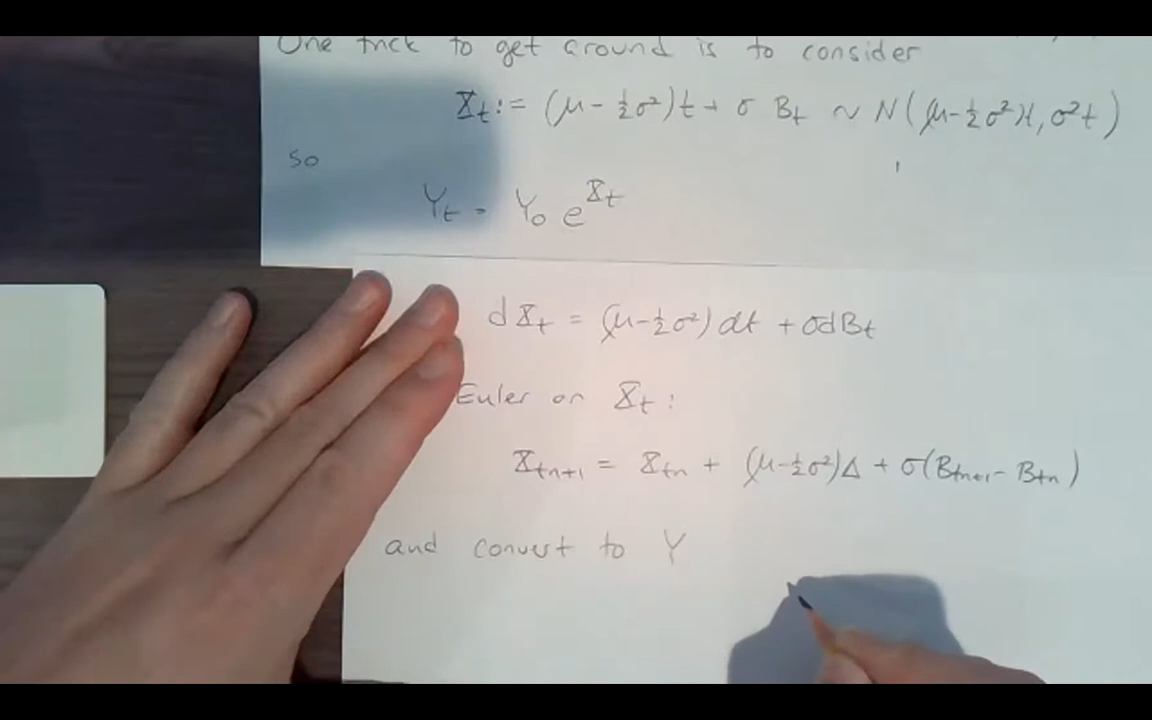 One trick to get around is to consider
X_t := (μ - ½σ²)t + σ B_t ~ N((μ-½σ²)t, σ²t)
so
Y_t = Y_0 e^{X_t}
dX_t = (μ-½σ²)dt + σdB_t
Euler on X_t:
X_{t_{n+1}} = X_{t_n} + (μ-½σ²)Δ + σ(B_{t_{n+1}} - B_{t_n})
and convert to Y